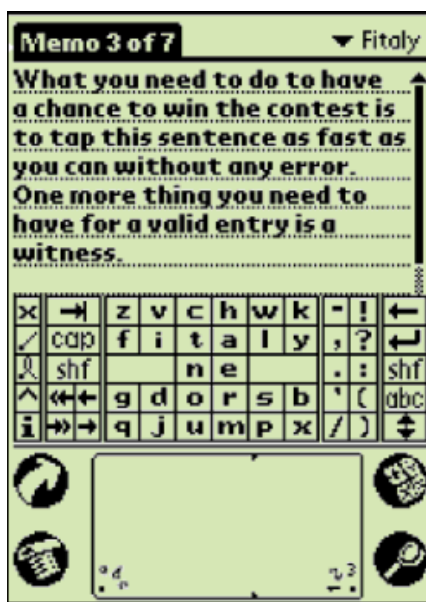 Memo 3 of 7 Fitaly
What you need to do to have
a chance to win the contest is
to tap this sentence as fast as
you can without any error.
One more thing you need to
have for a valid entry is a
witness.
z v c h w k - !
cap f i t a l y , ?
shf n e . : shf
g d o r s b ' ( abc
i q j u m p x / )